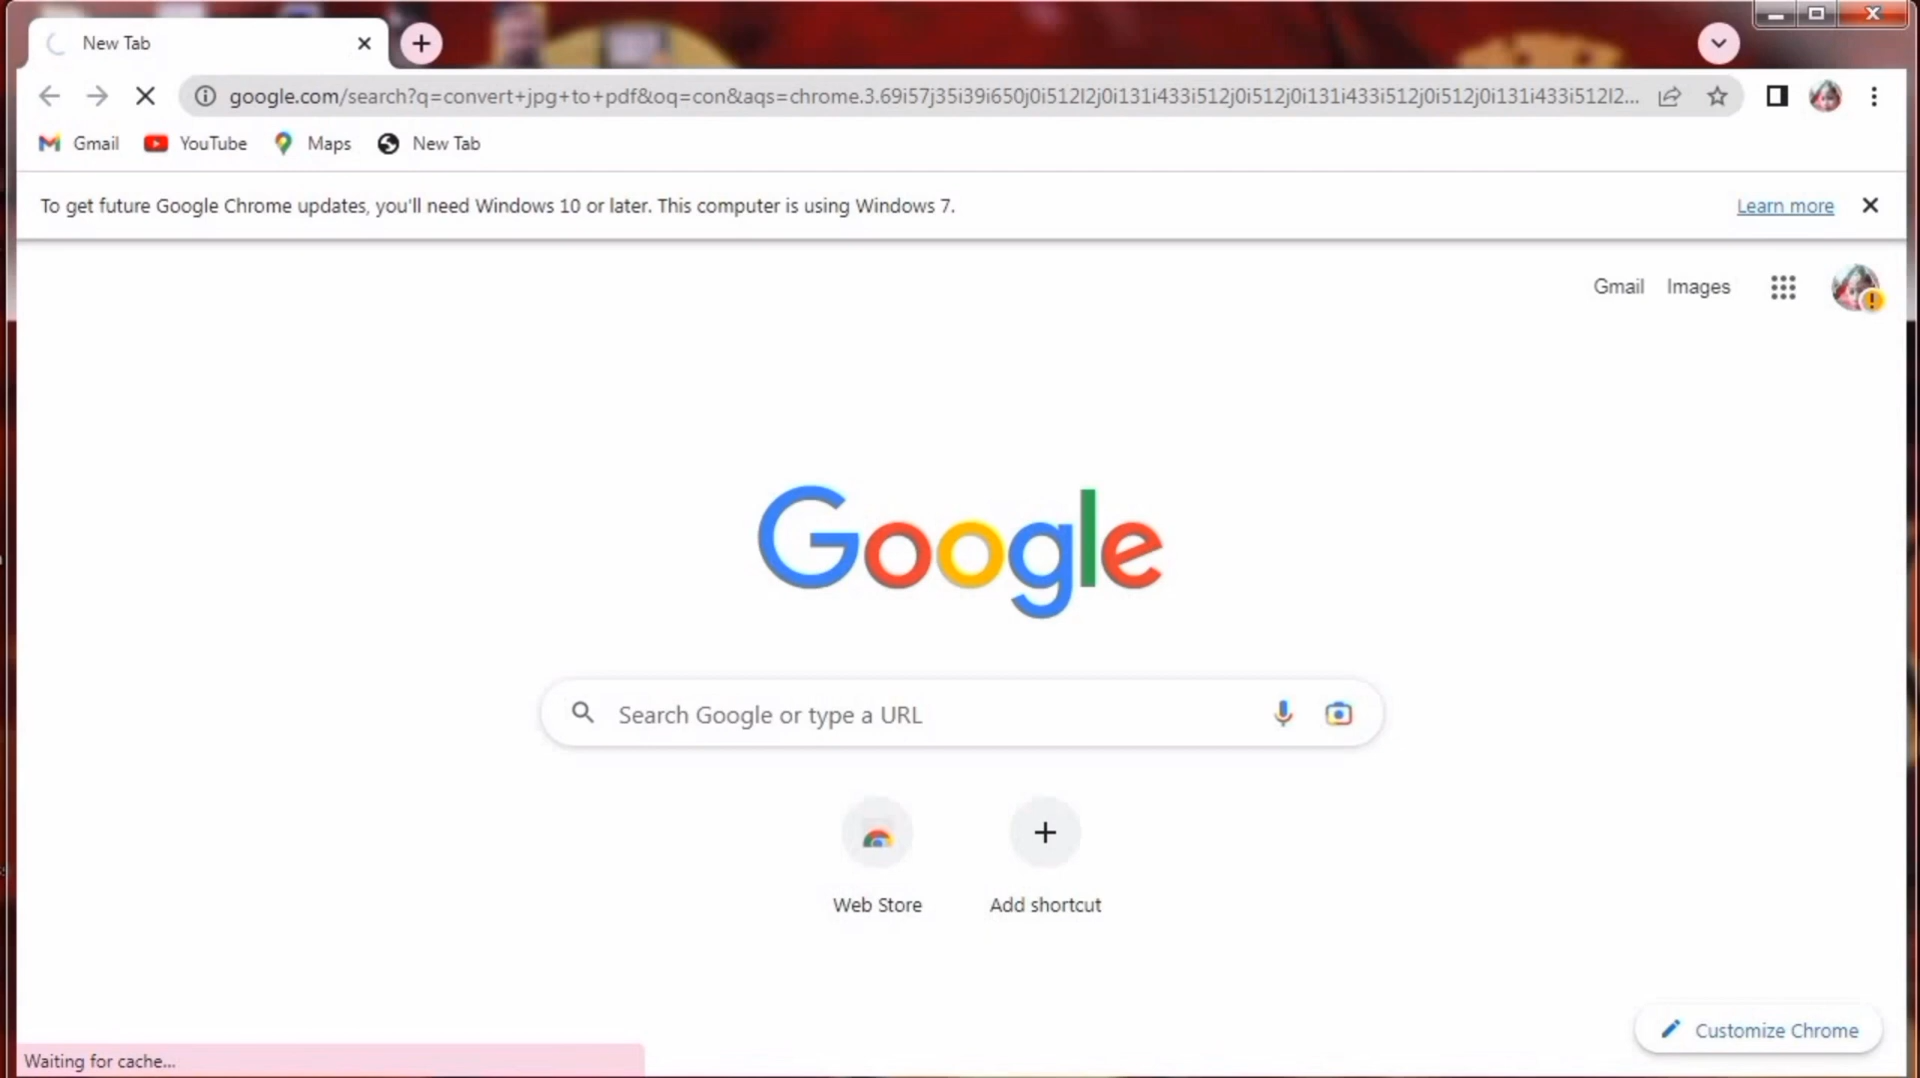 New Tab
google.com/search?q=convert+jpg+to+pdf&oq=con&aqs=chrome.3.69i57j35i39i650j0i512l2j0i131i433i512j0i512j0i131i433i512j0i512j0i131i433i512l2...
Gmail YouTube Maps New Tab
To get future Google Chrome updates, you'll need Windows 10 or later. This computer is using Windows 7. Learn more
Gmail Images
Google
Search Google or type a URL
Web Store Add shortcut
Customize Chrome
Waiting for cache...